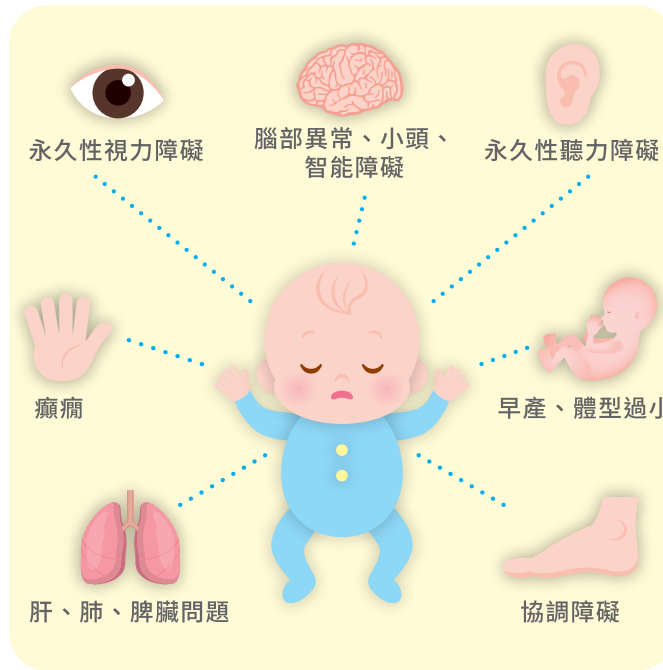 永久性視力障礙
腦部異常、小頭、
智能障礙
永久性聽力障礙
癲癇
早產、體型過小
肝、肺、脾臟問題
協調障礙